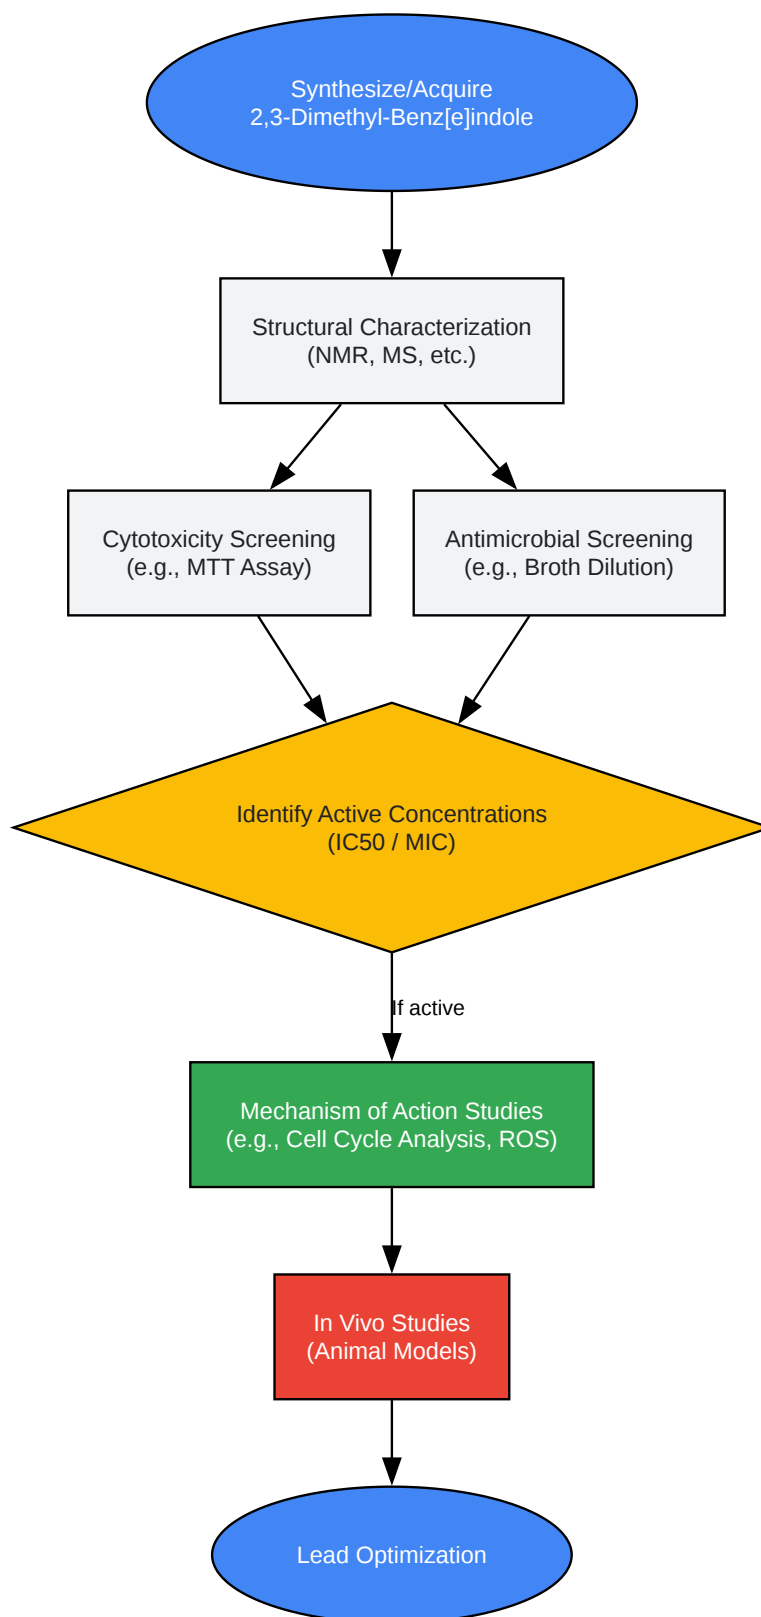 Synthesize/Acquire
2,3-Dimethyl-Benz[e]indole
Structural Characterization
(NMR, MS, etc.)
Cytotoxicity Screening
(e.g., MTT Assay)
Antimicrobial Screening
(e.g., Broth Dilution)
Identify Active Concentrations
(IC50 / MIC)
If active
Mechanism of Action Studies
(e.g., Cell Cycle Analysis, ROS)
In Vivo Studies
(Animal Models)
Lead Optimization